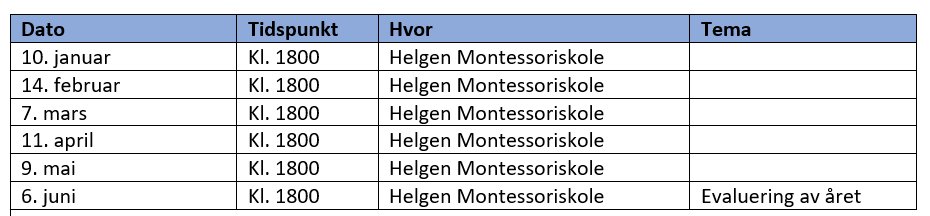 Dato Tidspunkt Hvor Tema
10. januar Kl. 1800 Helgen Montessoriskole
14. februar Kl. 1800 Helgen Montessoriskole
7. mars Kl. 1800 Helgen Montessoriskole
11. april Kl. 1800 Helgen Montessoriskole
9. mai Kl. 1800 Helgen Montessoriskole
6. juni Kl. 1800 Helgen Montessoriskole Evaluering av året